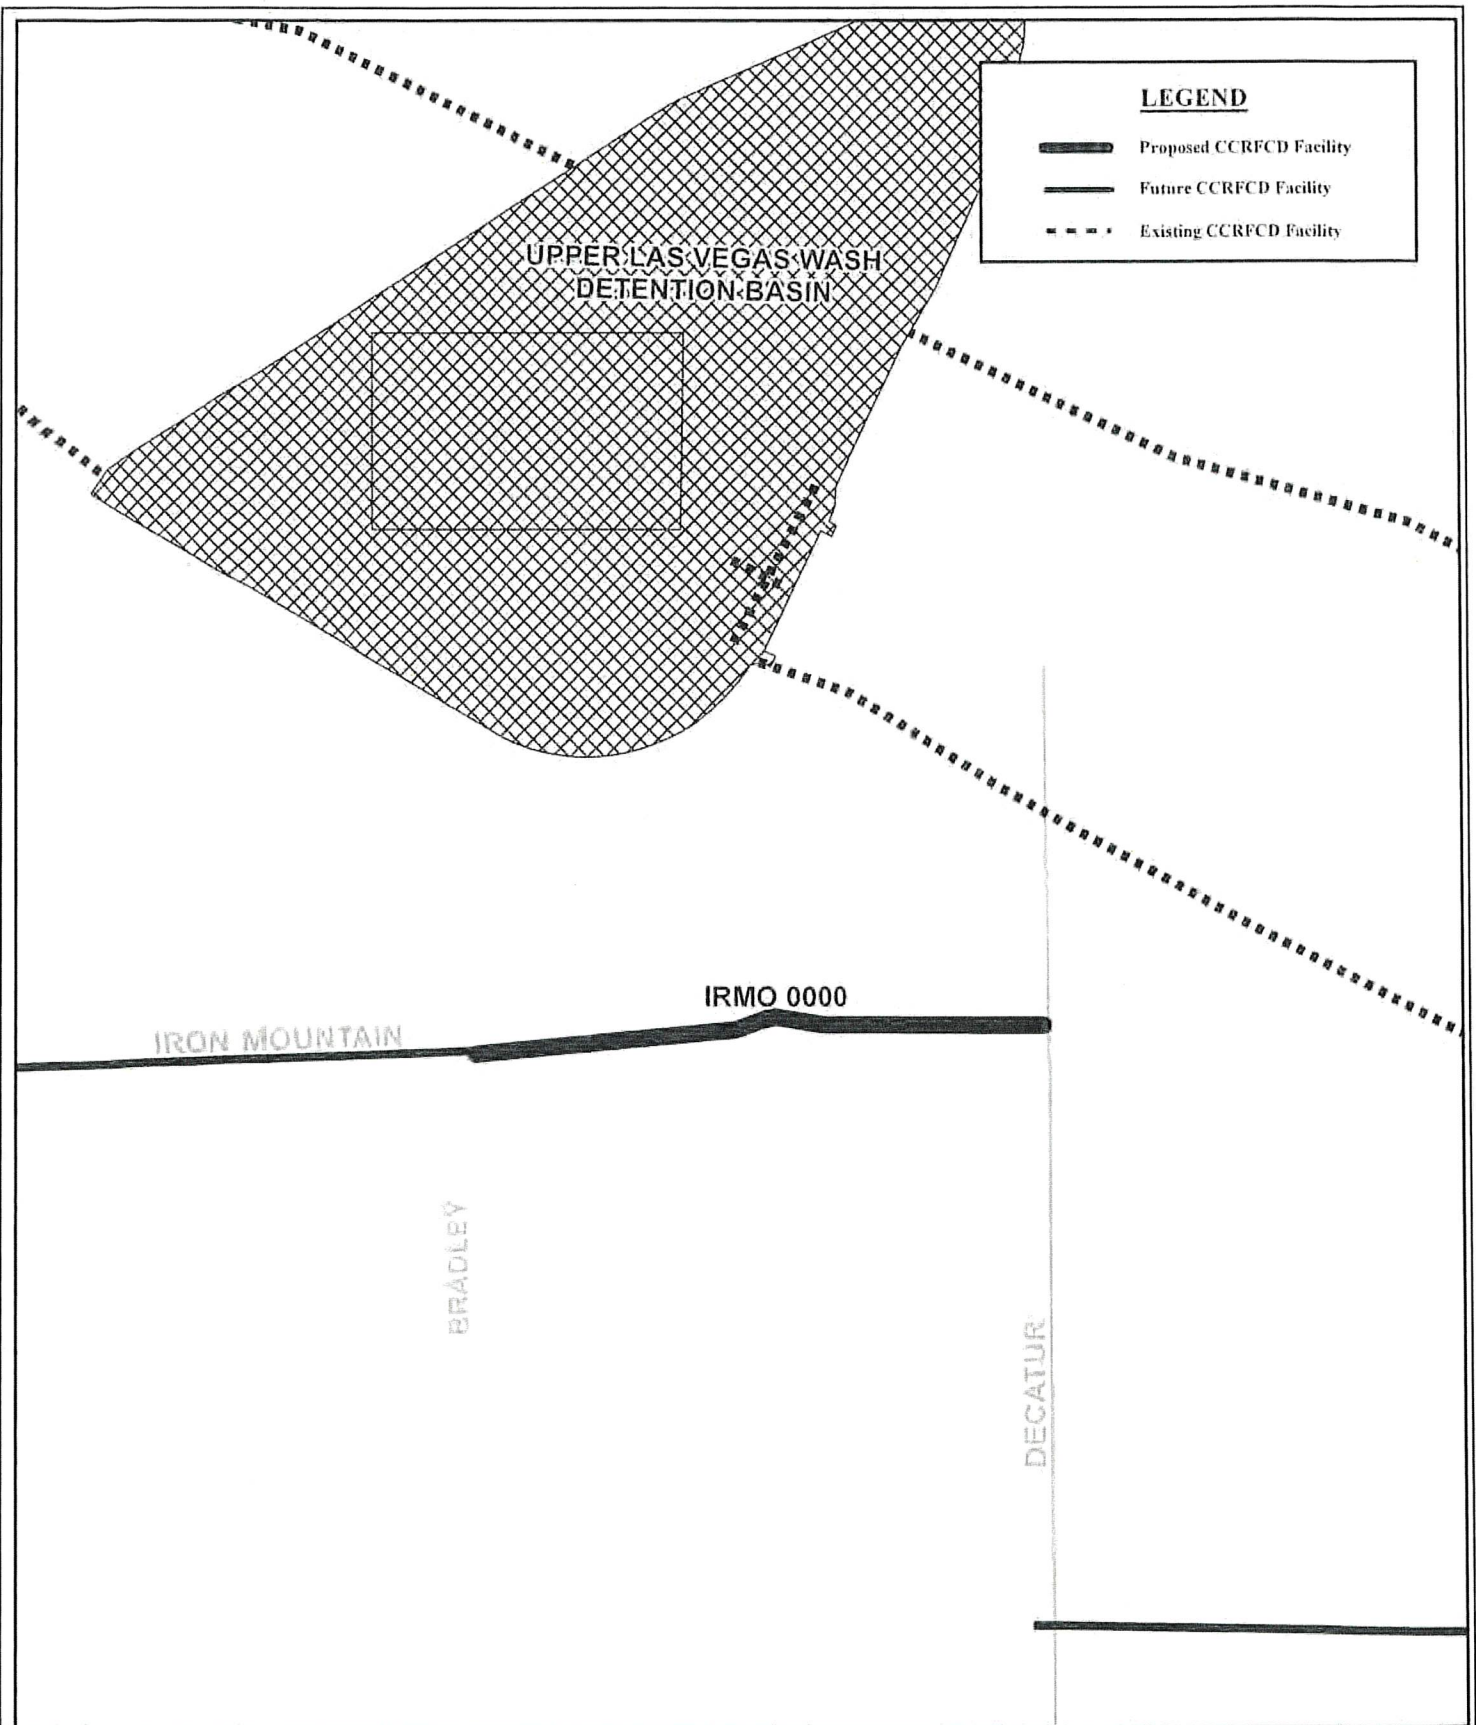 LEGEND
Proposed CCRFCD Facility
Future CCRFCD Facility
Existing CCRFCD Facility
UPPER LAS VEGAS WASH
DETENTION BASIN
IRMO 0000
IRON MOUNTAIN
BRADLEY
DECATUR